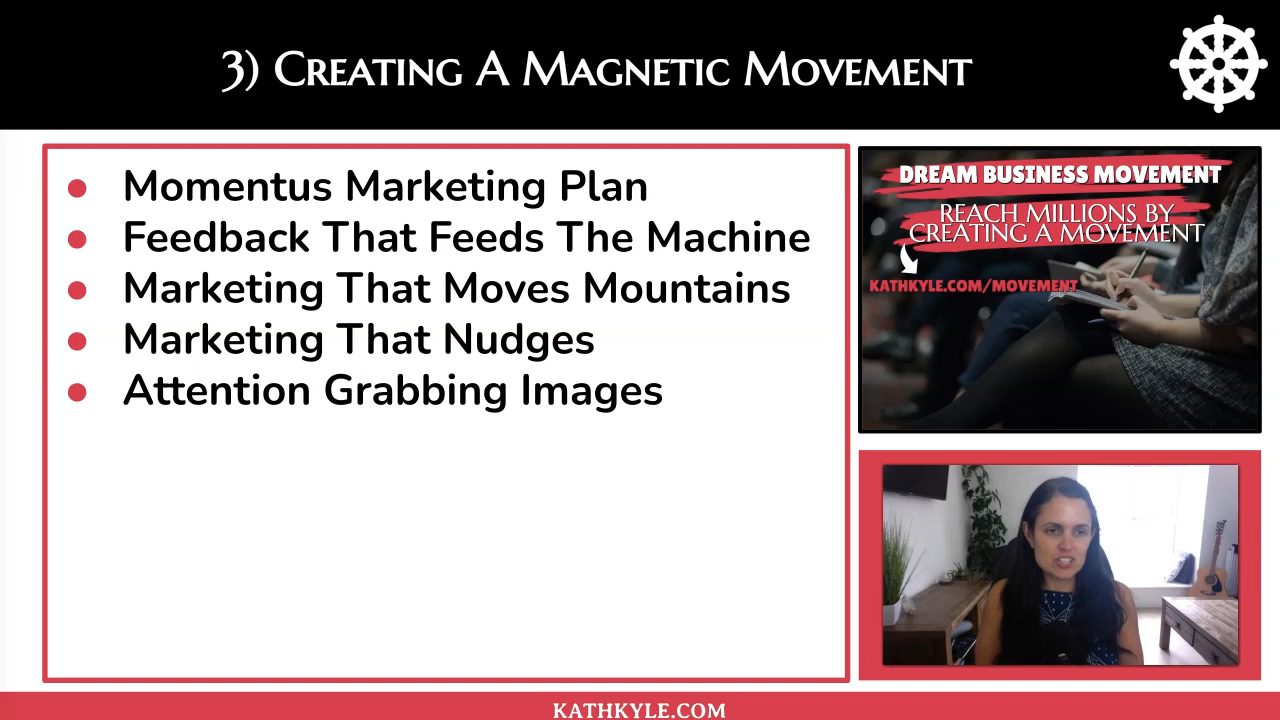 3) Creating A Magnetic Movement
Momentus Marketing Plan
Feedback That Feeds The Machine
Marketing That Moves Mountains
Marketing That Nudges
Attention Grabbing Images
DREAM BUSINESS MOVEMENT
REACH MILLIONS BY
CREATING A MOVEMENT
KATHKYLE.COM/MOVEMENT
KATHKYLE.COM